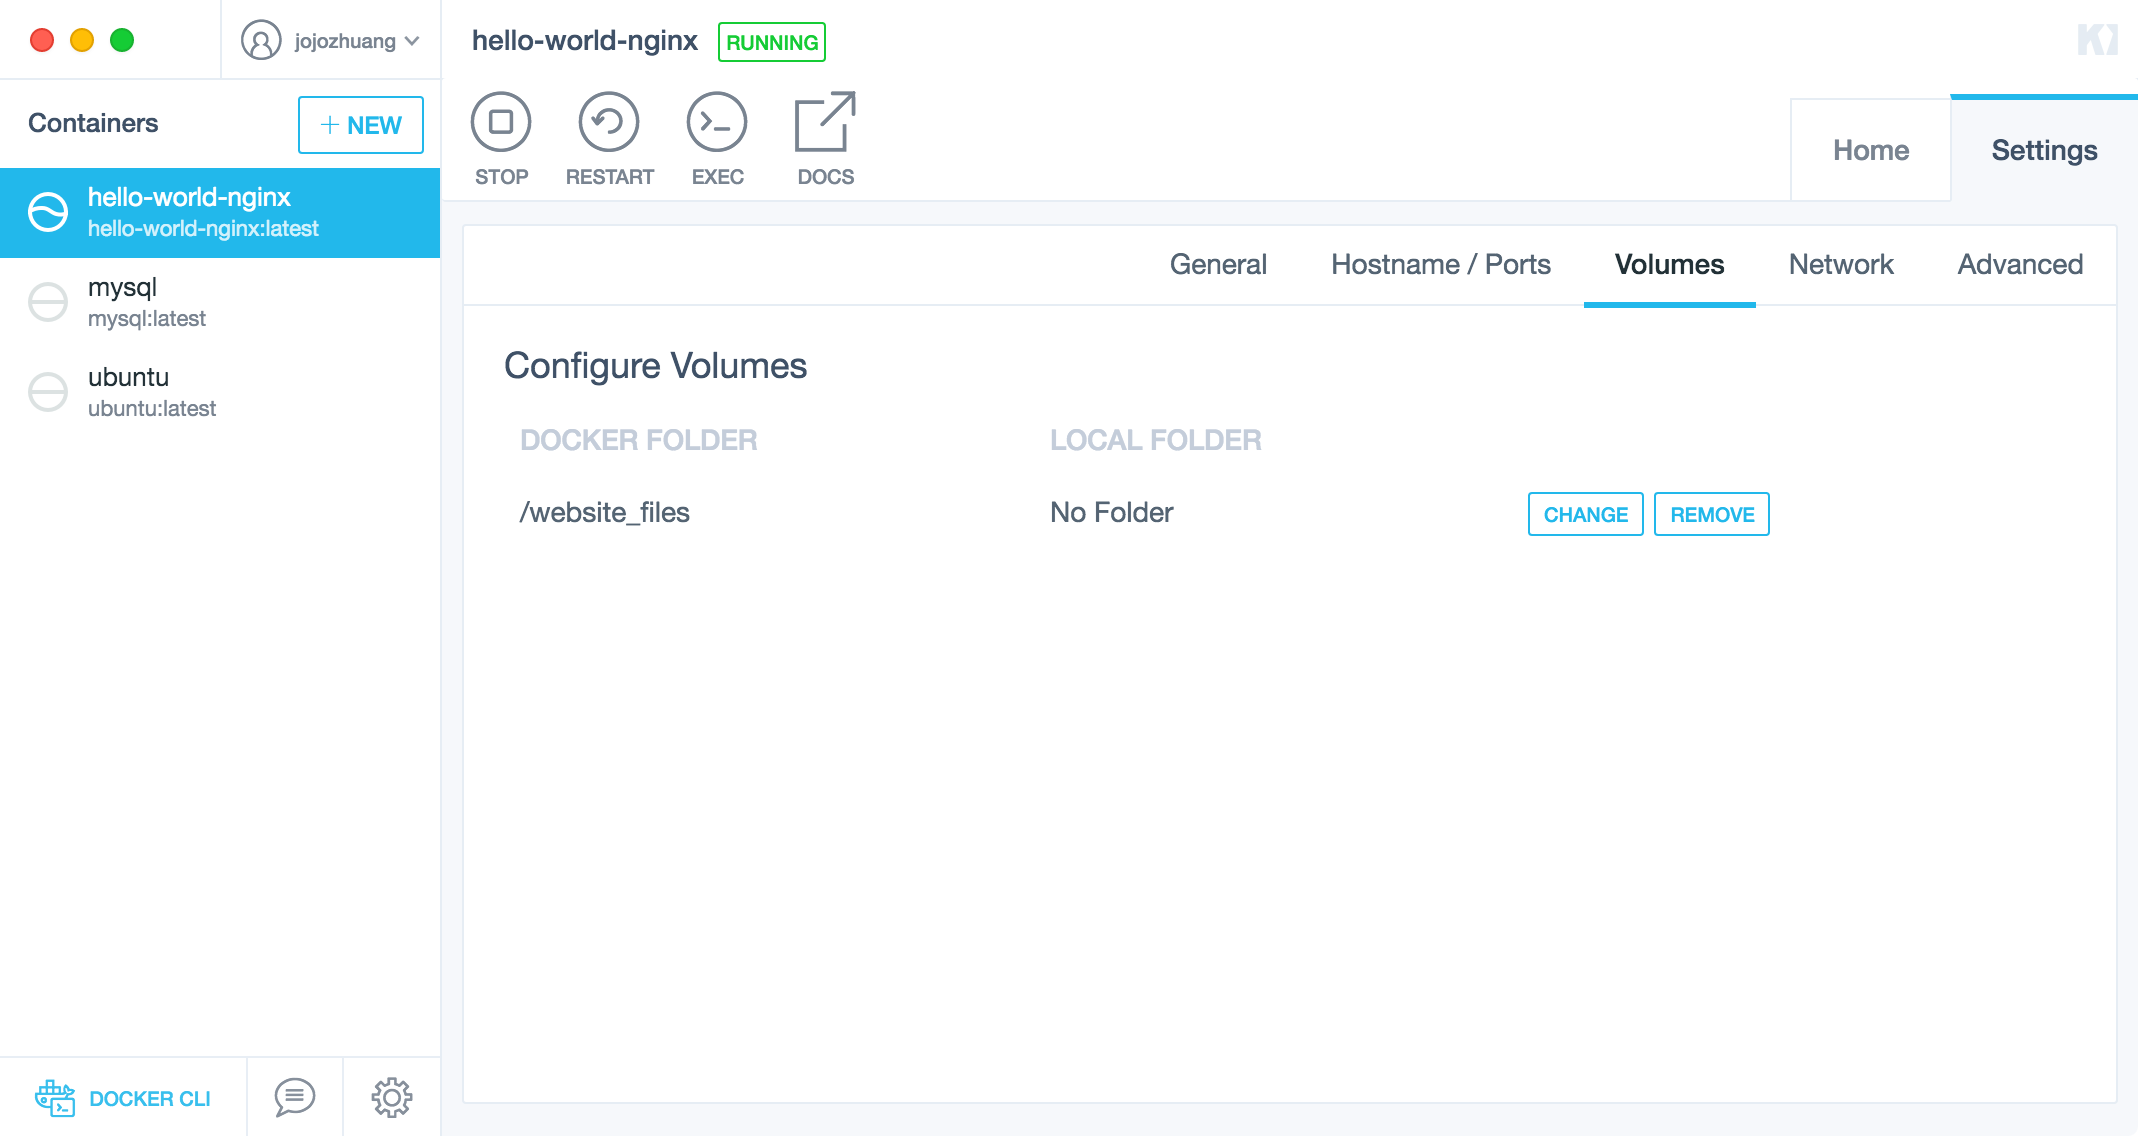 jojozhuang
Containers
+ NEW
hello-world-nginx
hello-world-nginx:latest
mysql
mysql:latest
ubuntu
ubuntu:latest
DOCKER CLI
hello-world-nginx RUNNING
STOP RESTART EXEC DOCS
Home Settings
General Hostname / Ports Volumes Network Advanced
Configure Volumes
DOCKER FOLDER LOCAL FOLDER
/website_files No Folder CHANGE REMOVE